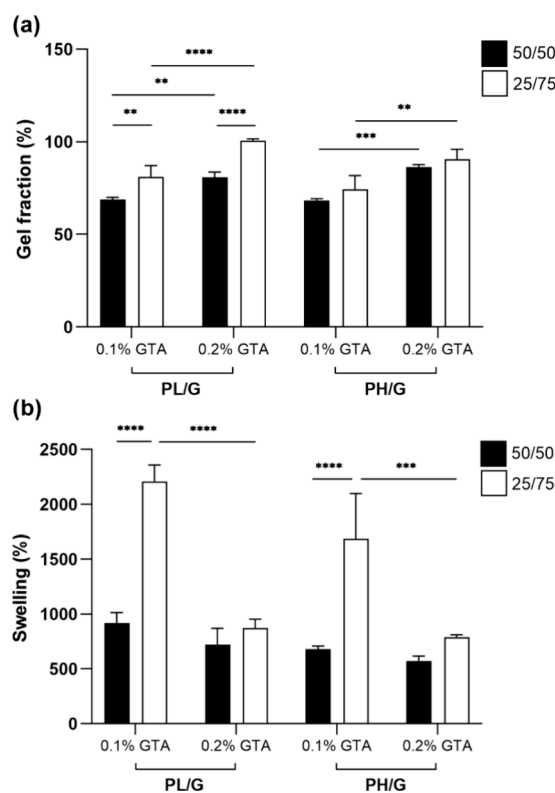 (a)
150
100
50
0
Gel fraction (%)
50/50
25/75
**
**
****
****
***
**
0.1% GTA 0.2% GTA 0.1% GTA 0.2% GTA
PL/G PH/G
(b)
2500
2000
1500
1000
500
0
Swelling (%)
50/50
25/75
**** **** **** ***
0.1% GTA 0.2% GTA 0.1% GTA 0.2% GTA
PL/G PH/G